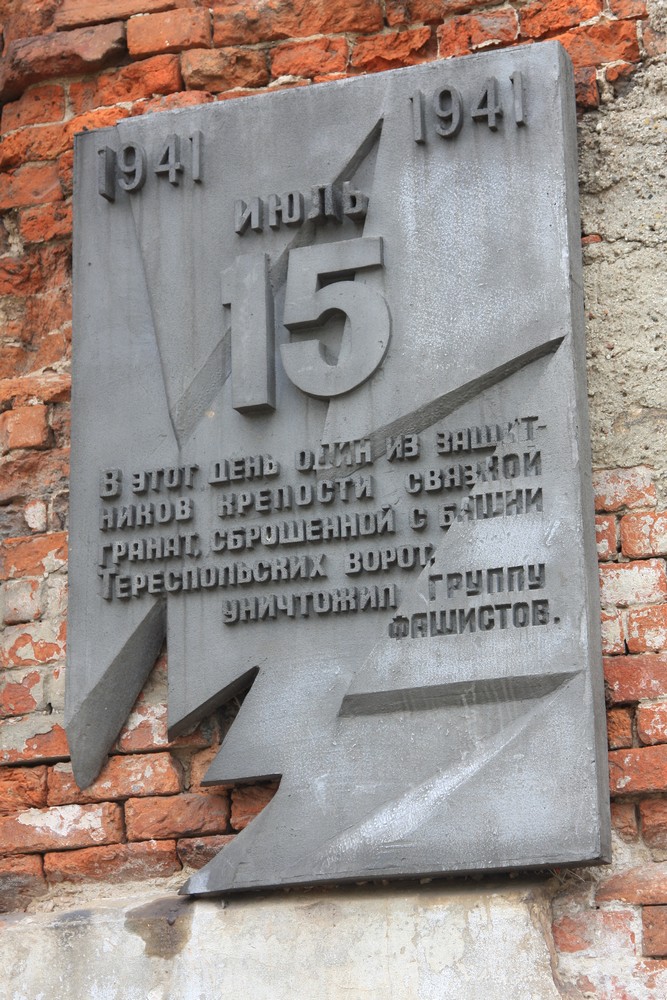 1941 1941
ИЮЛЬ
15
В ЭТОТ ДЕНЬ ОДИН ИЗ ЗАЩИТ-
НИКОВ КРЕПОСТИ СВЯЗКОЙ
ГРАНАТ, СБРОШЕННОЙ С БАШНИ
ТЕРЕСПОЛЬСКИХ ВОРОТ,
УНИЧТОЖИЛ ГРУППУ
ФАШИСТОВ.